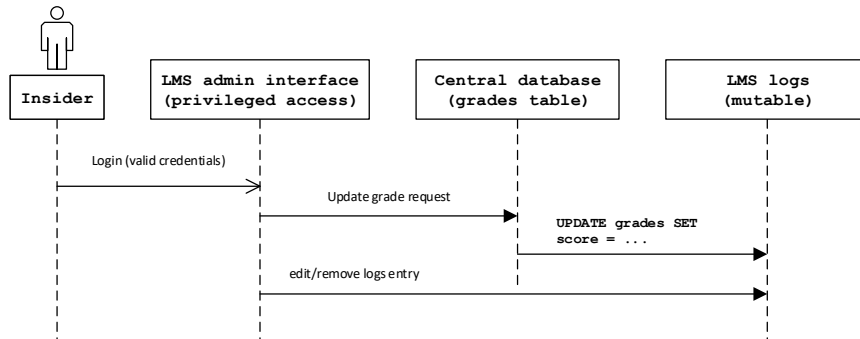 Insider
LMS admin interface
(privileged access)
Central database
(grades table)
LMS logs
(mutable)
Login (valid credentials)
Update grade request
UPDATE grades SET
score = ...
edit/remove logs entry